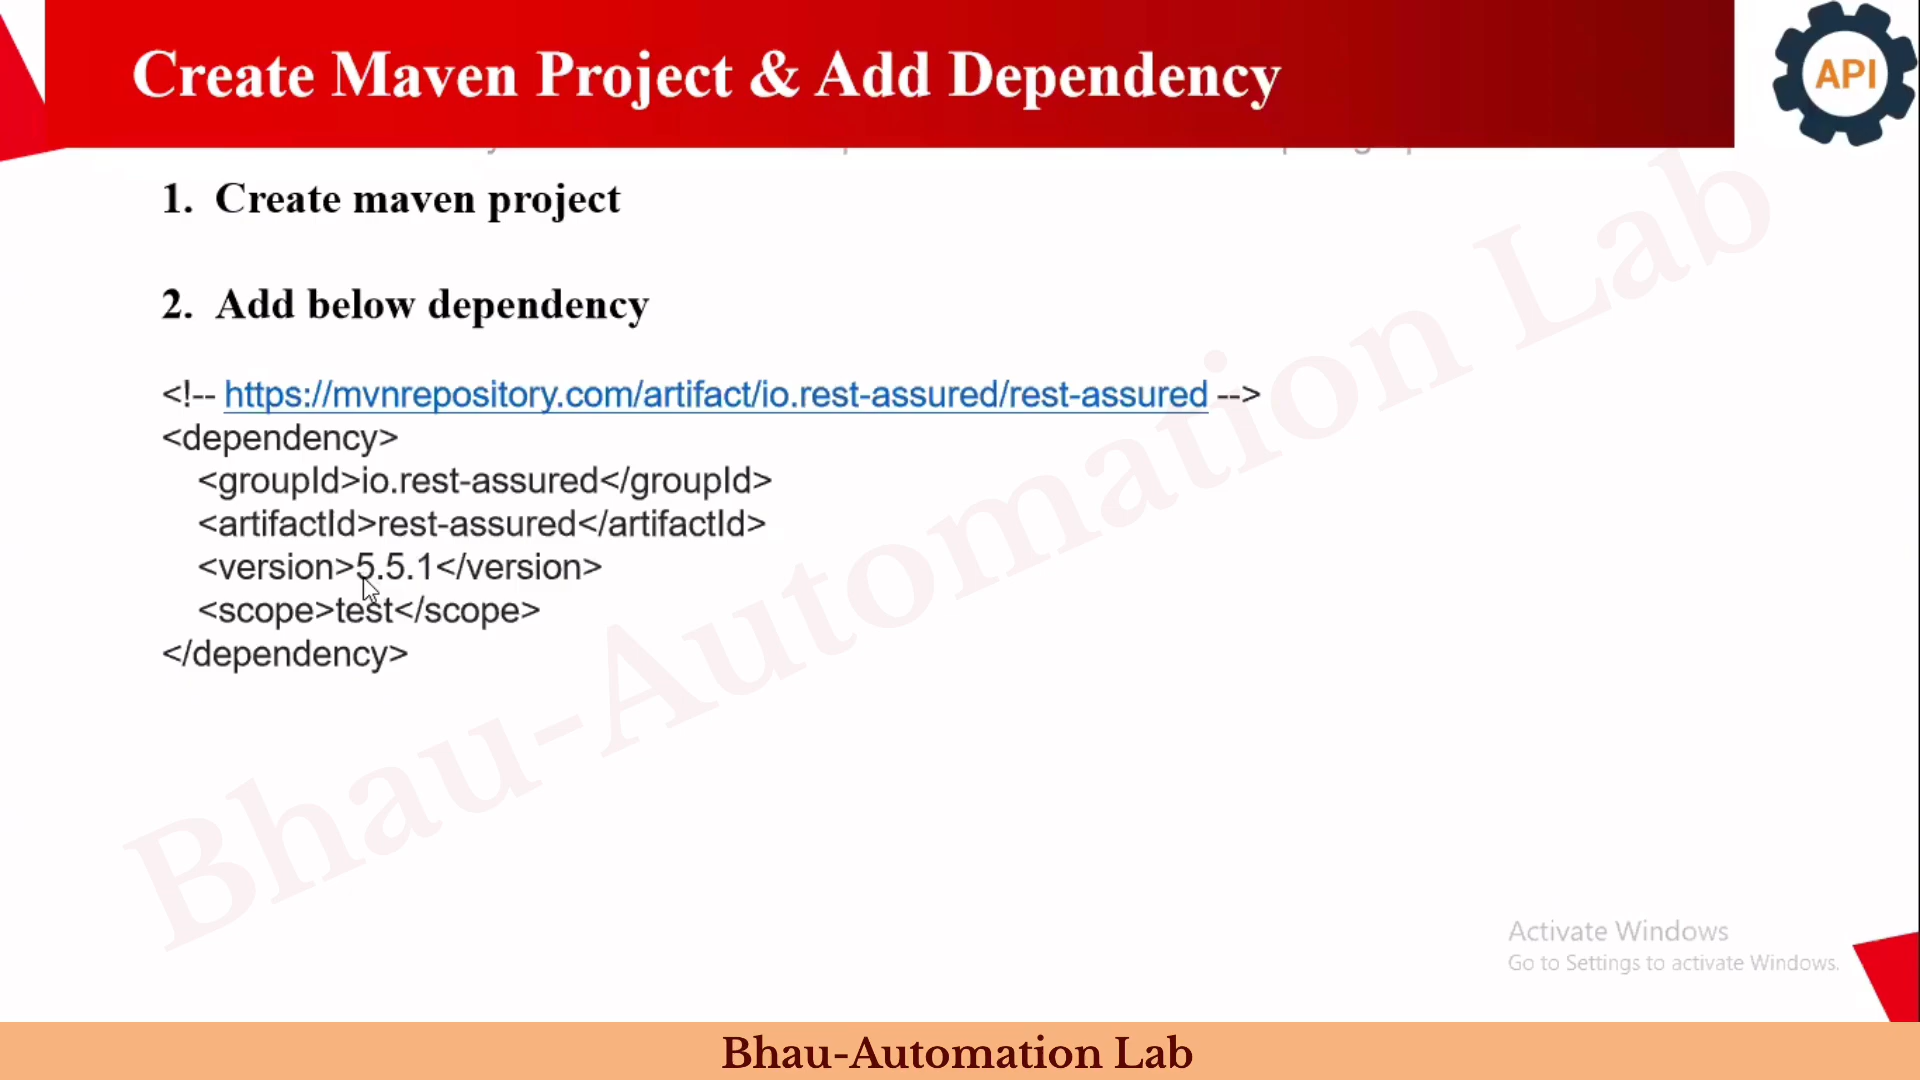 Create Maven Project & Add Dependency
API
1. Create maven project
2. Add below dependency
<!-- https://mvnrepository.com/artifact/io.rest-assured/rest-assured -->
<dependency>
<groupId>io.rest-assured</groupId>
<artifactId>rest-assured</artifactId>
<version>5.5.1</version>
<scope>test</scope>
</dependency>
Bhau-Automation Lab
Activate Windows
Go to Settings to activate Windows.
Bhau-Automation Lab